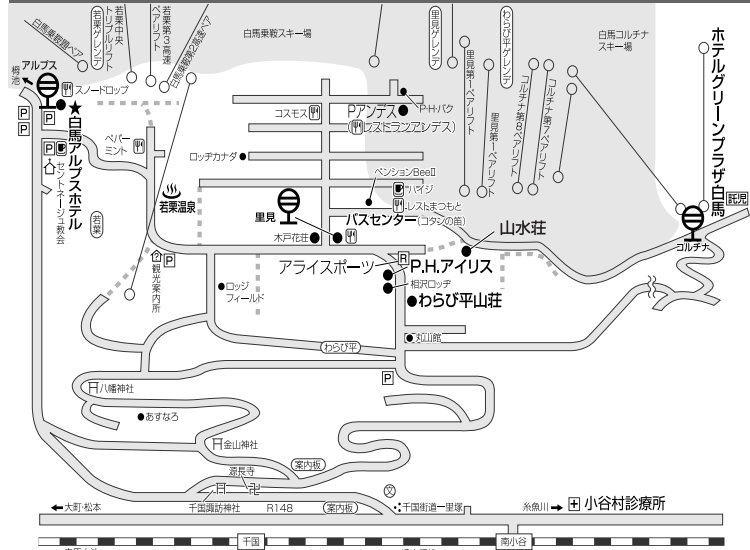 白馬乗鞍第ペア
若栗ゲレンデ
若栗中央
トリプルリフト
若栗第3高速
ペアリフト
白馬乗鞍第2高速ペア
白馬乗鞍スキー場
里見ゲレンデ
里見第1ペアリフト
里見第1ペアリフト
わらび平ゲレンデ
コルチナ第8ペアリフト
コルチナ第7ペアリフト
白馬コルチナ
スキー場
ホテルグリーンプラザ白馬
託児
コルチナ
栂池
アルプス
スノードロップ
P
P
P
P
★白馬アルプスホテル
セントネージュ教会
若葉
ペパー
ミント
若栗温泉
コスモス
ロッヂカナダ
Pアンデス
P・H・パク
(レストランアンデス)
ペンションBeeII
ハイジ
レストまつもと
バスセンター(コタンの笛)
里見
木戸花荘
山水荘
R
アライスポーツ
P.H.アイリス
相沢ロッヂ
わらび平山荘
P
観光案内所
ロッジ
フィールド
わらび平
丸山館
P
八幡神社
あすなろ
金山神社
源長寺
案内板
文
←大町・松本
千国諏訪神社
R148
案内板
千国街道一里塚
糸魚川→
小谷村診療所
千国
南小谷